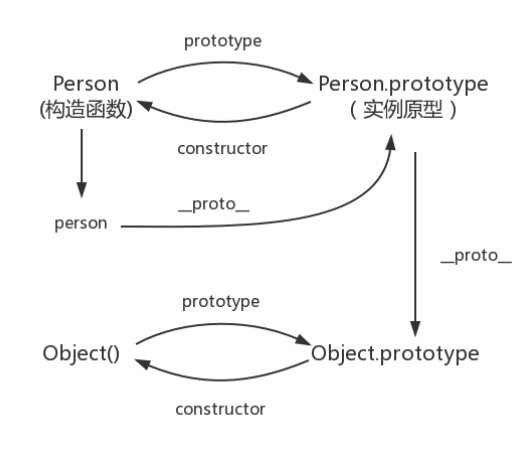 prototype
Person
Person.prototype
(构造函数)
( 实例原型 )
constructor
person
__proto__
__proto__
prototype
Object()
Object.prototype
constructor